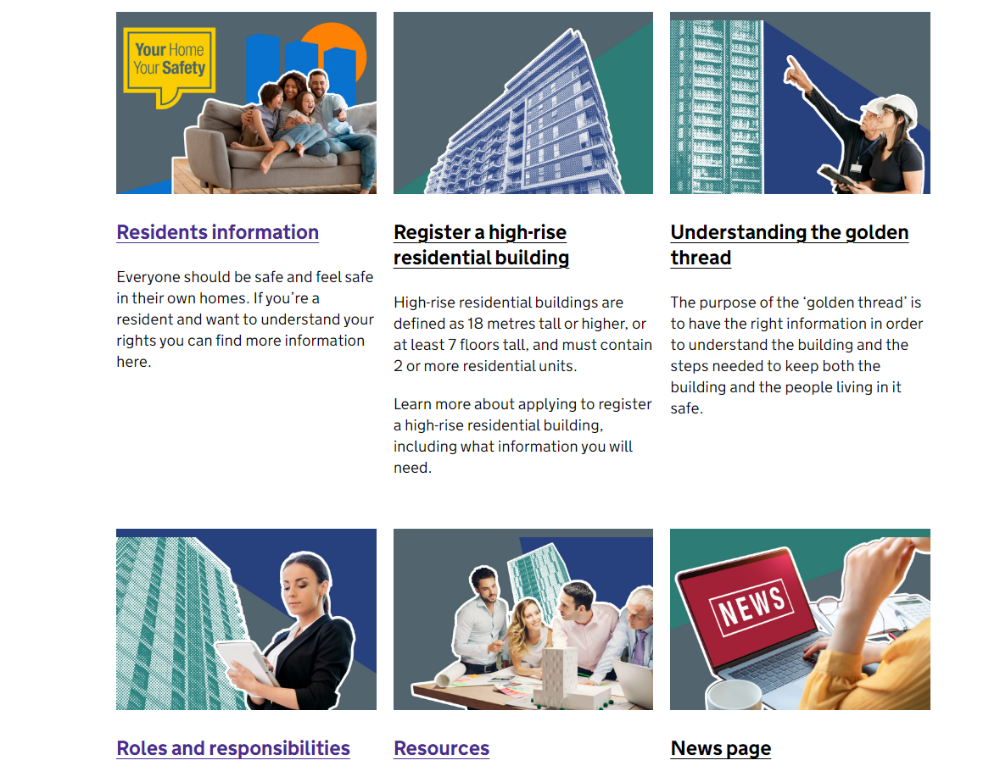 Your Home
Your Safety
Residents information
Everyone should be safe and feel safe
in their own homes. If you’re a
resident and want to understand your
rights you can find more information
here.
Register a high-rise
residential building
High-rise residential buildings are
defined as 18 metres tall or higher, or
at least 7 floors tall, and must contain
2 or more residential units.
Learn more about applying to register
a high-rise residential building,
including what information you will
need.
Understanding the golden
thread
The purpose of the ‘golden thread’ is
to have the right information in order
to understand the building and the
steps needed to keep both the
building and the people living in it
safe.
NEWS
Roles and responsibilities
Resources
News page